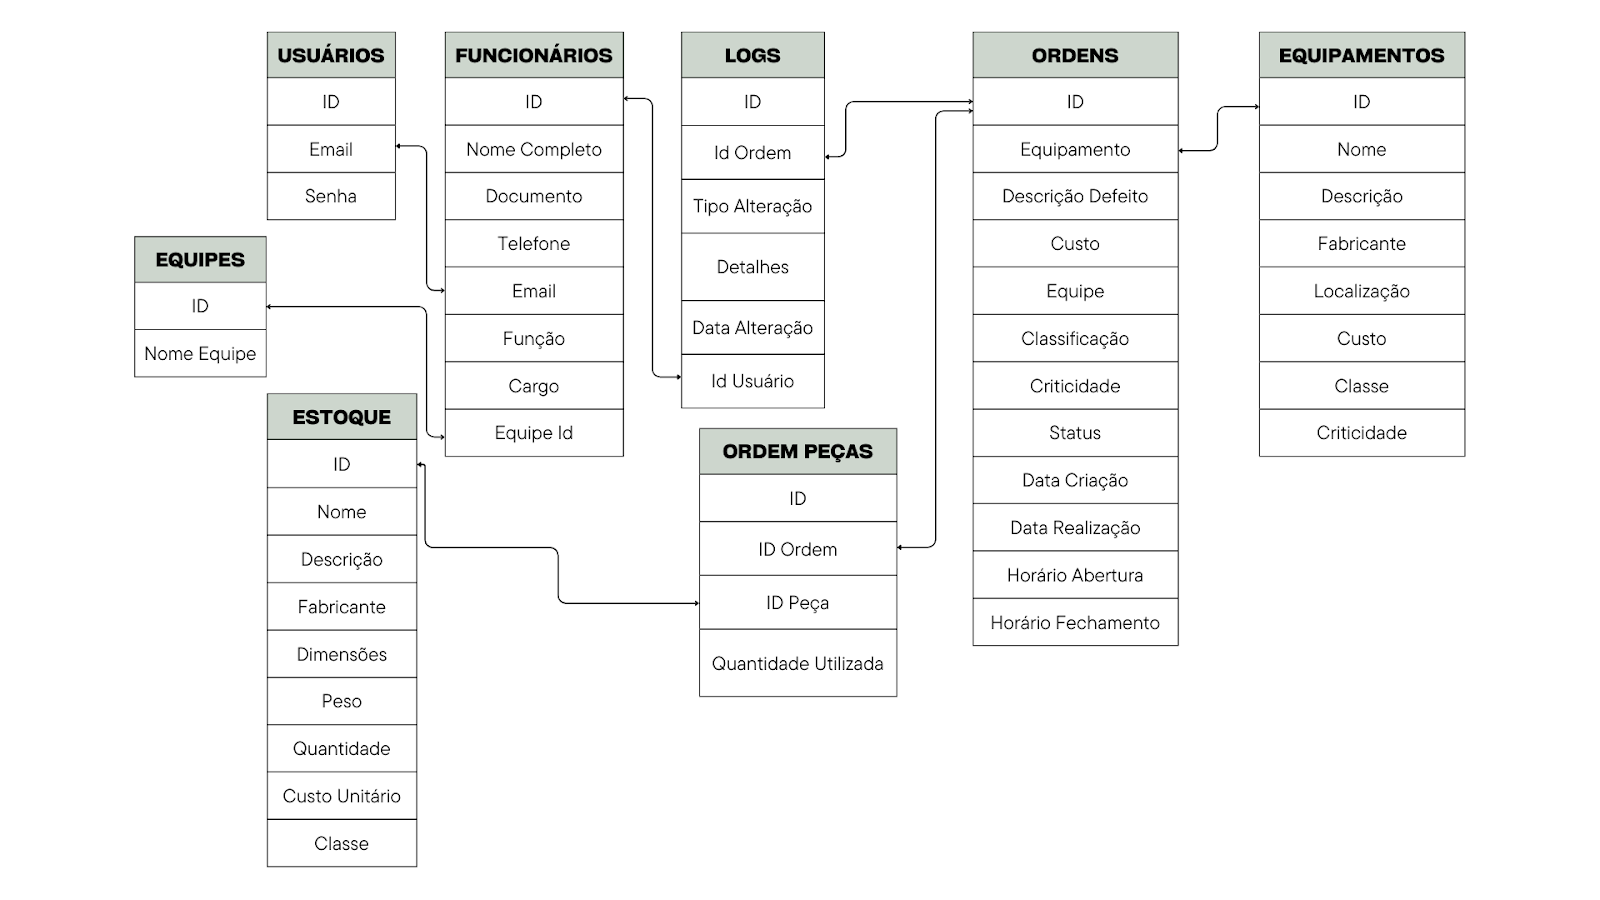 USUÁRIOS
ID
Email
Senha
FUNCIONÁRIOS
ID
Nome Completo
Documento
Telefone
Email
Função
Cargo
Equipe Id
LOGS
ID
Id Ordem
Tipo Alteração
Detalhes
Data Alteração
Id Usuário
ORDENS
ID
Equipamento
Descrição Defeito
Custo
Equipe
Classificação
Criticidade
Status
Data Criação
Data Realização
Horário Abertura
Horário Fechamento
EQUIPAMENTOS
ID
Nome
Descrição
Fabricante
Localização
Custo
Classe
Criticidade
EQUIPES
ID
Nome Equipe
ESTOQUE
ID
Nome
Descrição
Fabricante
Dimensões
Peso
Quantidade
Custo Unitário
Classe
ORDEM PEÇAS
ID
ID Ordem
ID Peça
Quantidade Utilizada